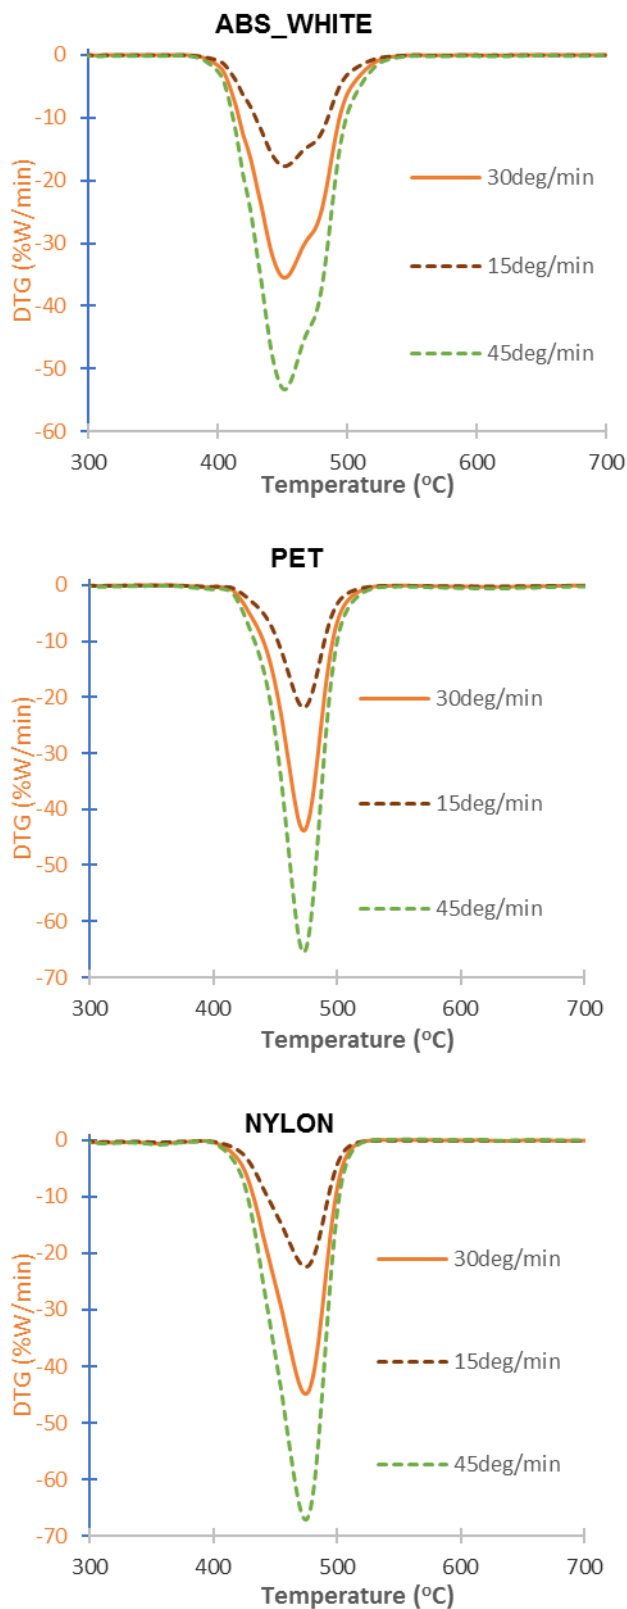 ABS_WHITE
0
-10
-20
-30
-40
-50
-60
DTG (%W/min)
30deg/min
15deg/min
45deg/min
300 400 500 600 700
Temperature (oC)
PET
0
-10
-20
-30
-40
-50
-60
-70
DTG (%W/min)
30deg/min
15deg/min
45deg/min
300 400 500 600 700
Temperature (oC)
NYLON
0
-10
-20
-30
-40
-50
-60
-70
DTG (%W/min)
30deg/min
15deg/min
45deg/min
300 400 500 600 700
Temperature (oC)